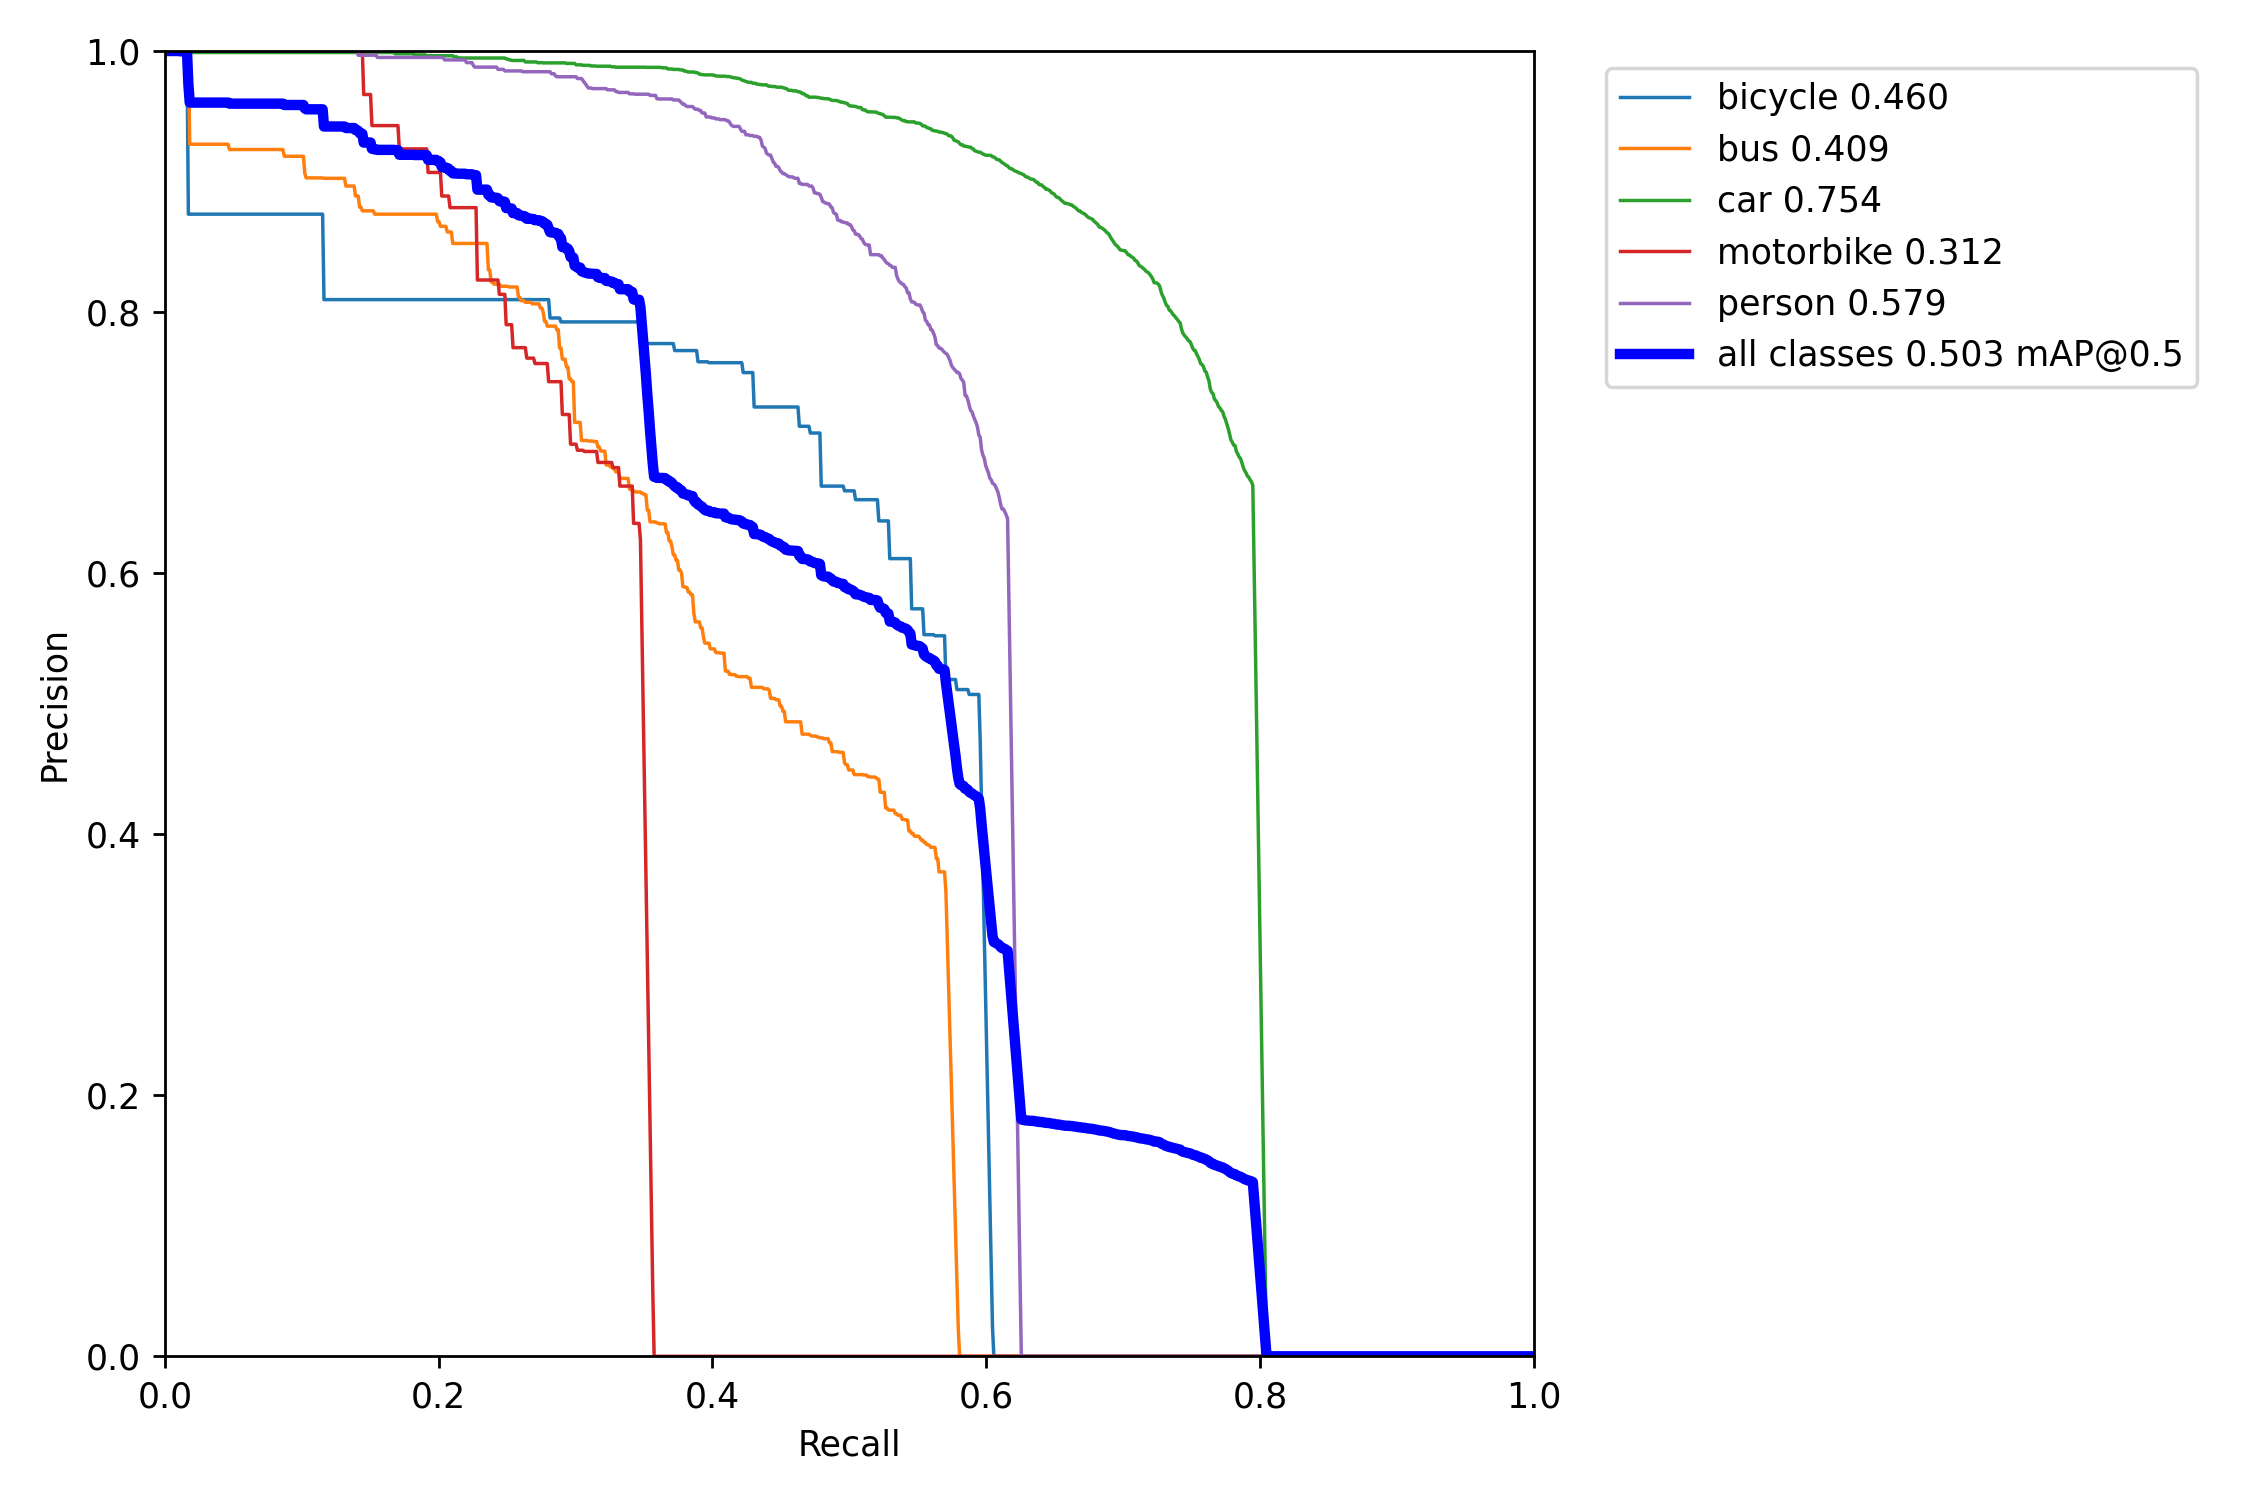 1.0
0.8
0.6
0.4
0.2
0.0
Precision
0.0 0.2 0.4 0.6 0.8 1.0
Recall
bicycle 0.460
bus 0.409
car 0.754
motorbike 0.312
person 0.579
all classes 0.503 mAP@0.5